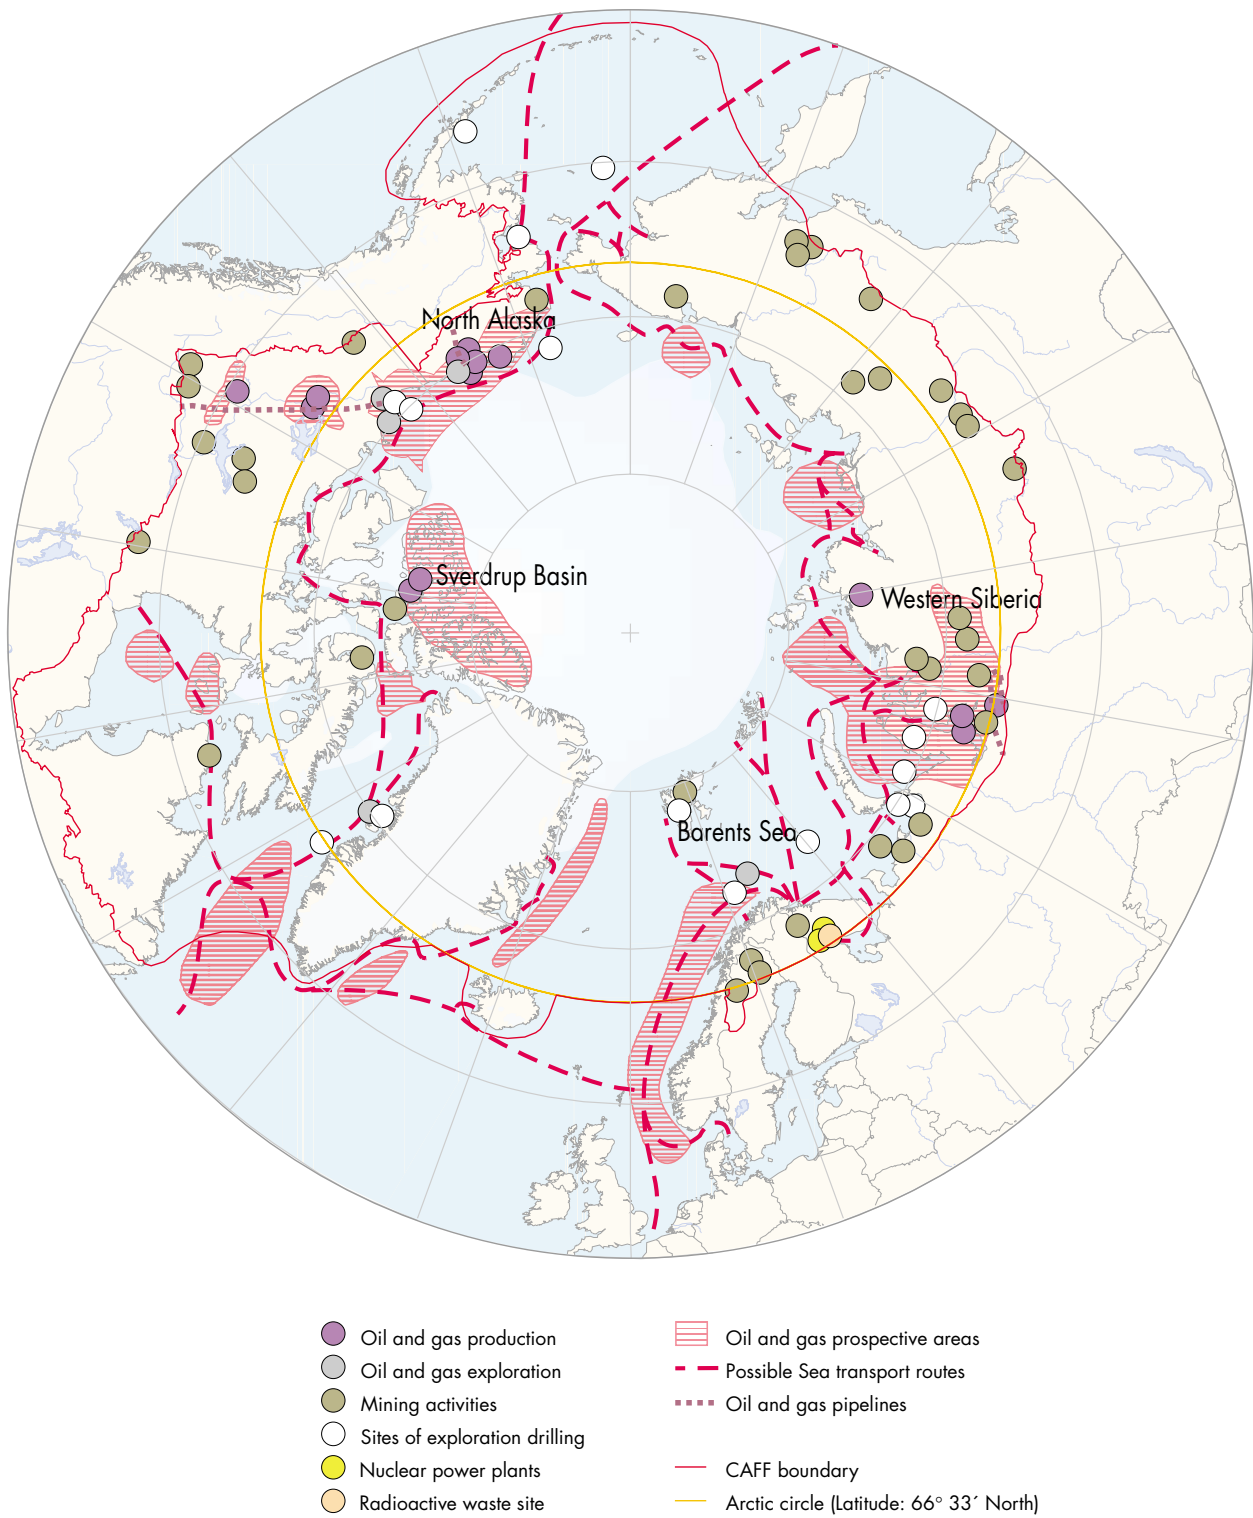 North Alaska
Sverdrup Basin
Western Siberia
Barents Sea
Oil and gas production
Oil and gas exploration
Mining activities
Sites of exploration drilling
Nuclear power plants
Radioactive waste site
Oil and gas prospective areas
Possible Sea transport routes
Oil and gas pipelines
CAFF boundary
Arctic circle (Latitude: 66° 33´ North)